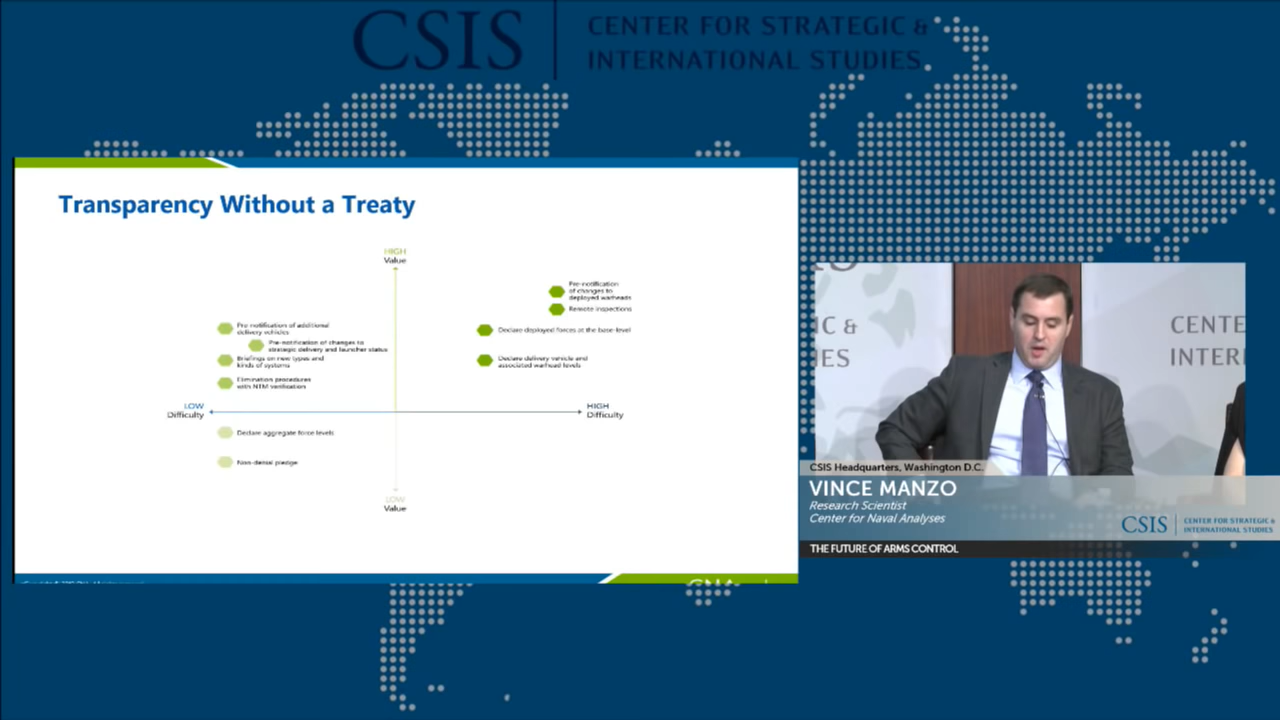 CSIS
CENTER FOR STRATEGIC &
INTERNATIONAL STUDIES
Transparency Without a Treaty
HIGH
Value
Pre-notification
of changes to
deployed warheads
Remote inspections
Declare deployed forces at the base-level
Declare delivery vehicle and
associated warhead levels
Pre-notification of additional
delivery vehicles
Pre-notification of changes to
strategic delivery and launcher status
Briefings on new types and
kinds of systems
Elimination procedures
with NTM verification
LOW
Difficulty
HIGH
Difficulty
Declare aggregate force levels
Non-denial pledge
LOW
Value
IC &
IES
CENTE
INTER
CSIS Headquarters, Washington D.C.
VINCE MANZO
Research Scientist
Center for Naval Analyses
CSIS
CENTER FOR STRATEGIC &
INTERNATIONAL STUDIES
THE FUTURE OF ARMS CONTROL